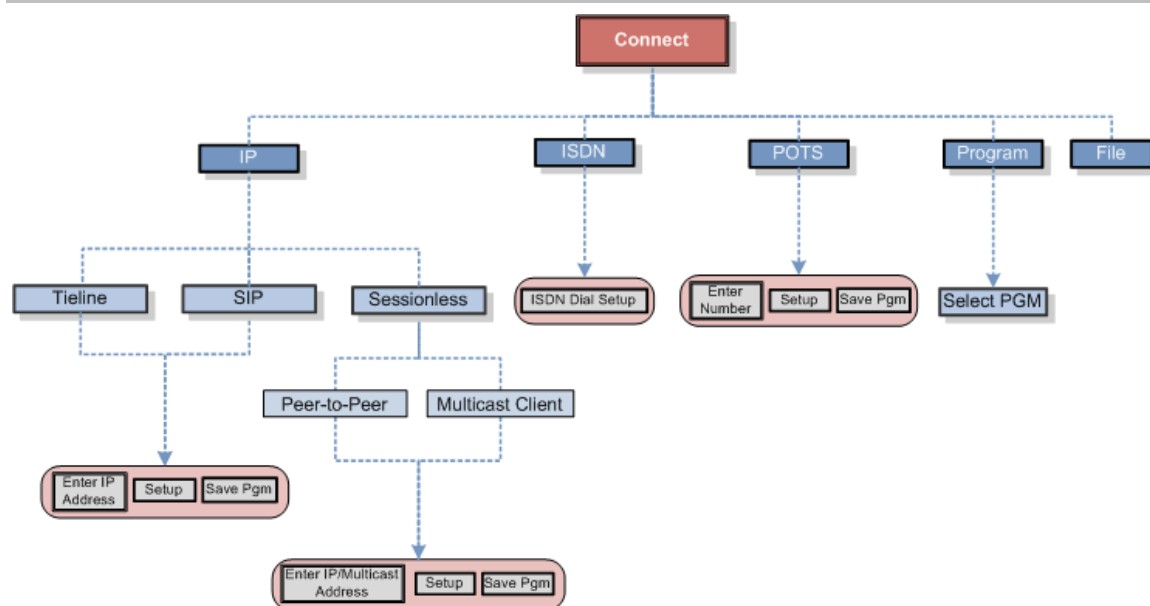 Connect
IP
ISDN
POTS
Program
File
Tieline
SIP
Sessionless
ISDN Dial Setup
Enter
Number
Setup
Save Pgm
Select PGM
Peer-to-Peer
Multicast Client
Enter IP
Address
Setup
Save Pgm
Enter IP/Multicast
Address
Setup
Save Pgm